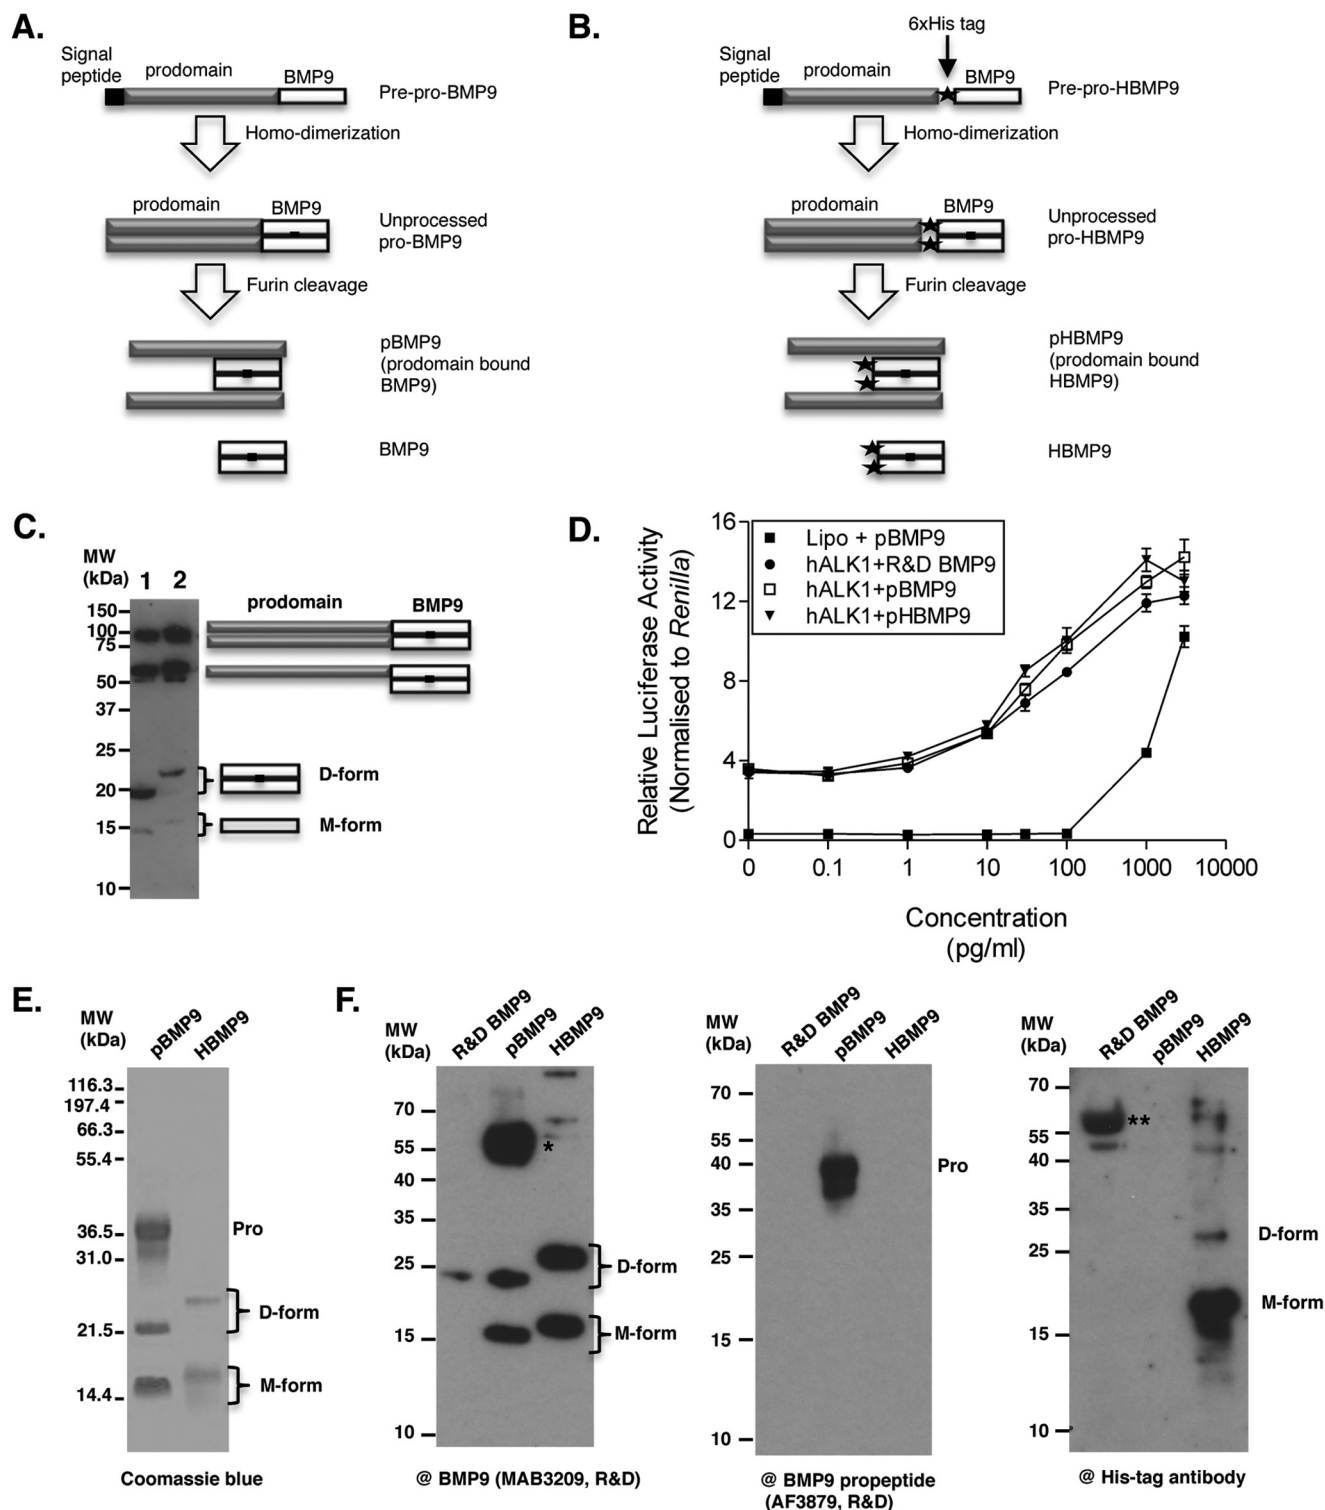 A.
Signal
peptide
prodomain
BMP9
Pre-pro-BMP9
Homo-dimerization
prodomain
BMP9
Unprocessed
pro-BMP9
Furin cleavage
pBMP9
(prodomain bound
BMP9)
BMP9
B.
6xHis tag
Signal
peptide
prodomain
BMP9
Pre-pro-HBMP9
Homo-dimerization
prodomain
BMP9
Unprocessed
pro-HBMP9
Furin cleavage
pHBMP9
(prodomain bound
HBMP9)
HBMP9
C.
MW
(kDa)
1 2
150
100
75
50
37
25
20
15
10
prodomain
BMP9
D-form
M-form
D.
Relative Luciferase Activity
(Normalised to Renilla)
16
12
8
4
0
Lipo + pBMP9
hALK1+R&D BMP9
hALK1+pBMP9
hALK1+pHBMP9
0 0.1 1 10 100 1000 10000
Concentration
(pg/ml)
E.
MW
(kDa)
pBMP9
HBMP9
116.3
197.4
66.3
55.4
36.5
31.0
21.5
14.4
Pro
D-form
M-form
Coomassie blue
F.
MW
(kDa)
R&D BMP9
pBMP9
HBMP9
70
55
40
35
25
15
10
*
D-form
M-form
@ BMP9 (MAB3209, R&D)
MW
(kDa)
R&D BMP9
pBMP9
HBMP9
70
55
40
35
25
15
10
Pro
@ BMP9 propeptide
(AF3879, R&D)
MW
(kDa)
R&D BMP9
pBMP9
HBMP9
70
55
40
35
25
15
10
**
D-form
M-form
@ His-tag antibody